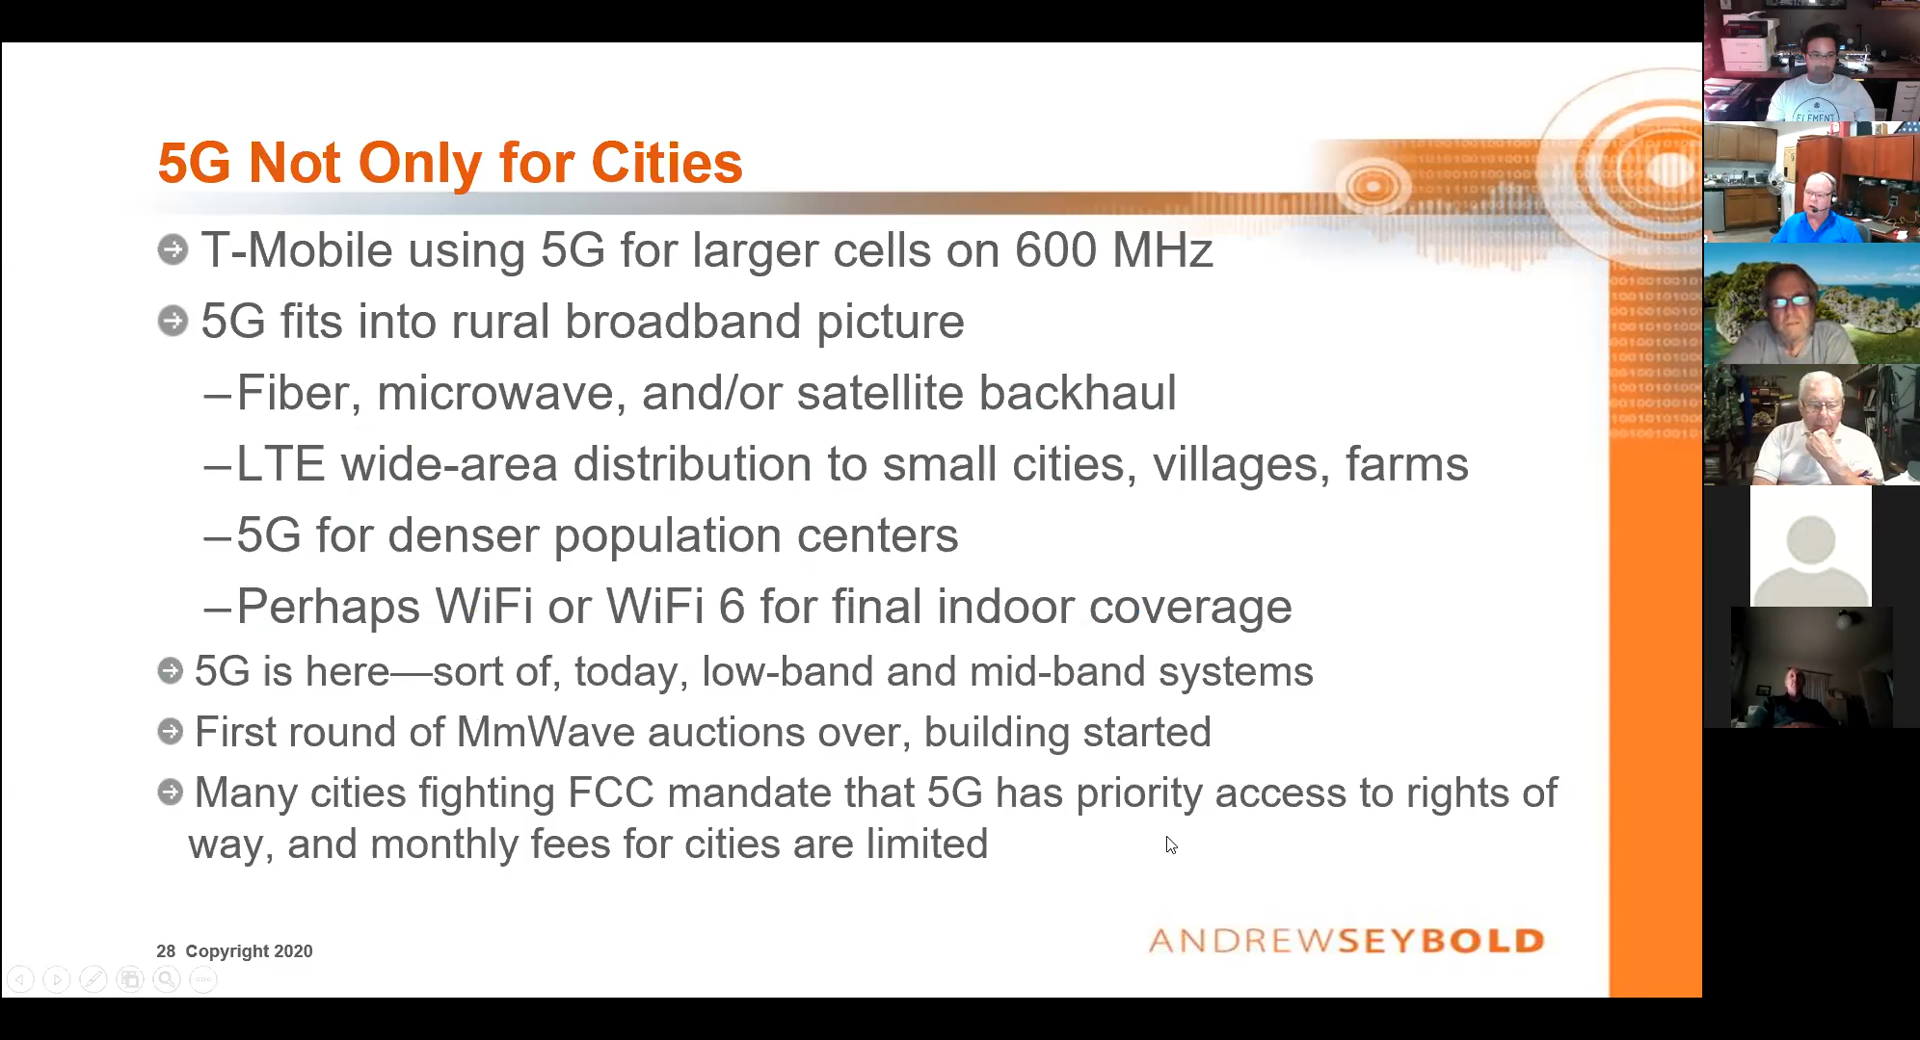 5G Not Only for Cities
T-Mobile using 5G for larger cells on 600 MHz
5G fits into rural broadband picture
–Fiber, microwave, and/or satellite backhaul
–LTE wide-area distribution to small cities, villages, farms
–5G for denser population centers
–Perhaps WiFi or WiFi 6 for final indoor coverage
5G is here—sort of, today, low-band and mid-band systems
First round of MmWave auctions over, building started
Many cities fighting FCC mandate that 5G has priority access to rights of
way, and monthly fees for cities are limited
28 Copyright 2020
ANDREWSEYBOLD
ELEMENT